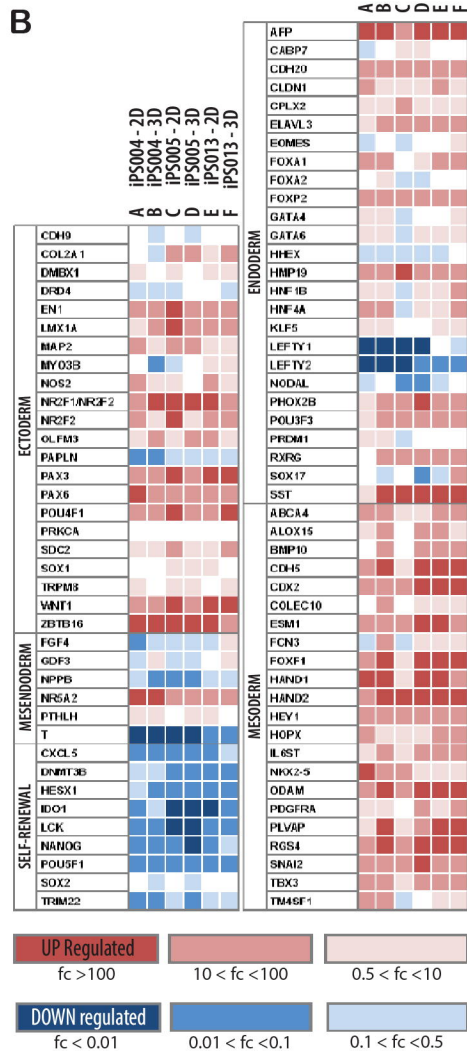 B
A iPS004 - 2D
B iPS004 - 3D
C iPS005 - 2D
D iPS005 - 3D
E iPS013 - 2D
F iPS013 - 3D
ECTODERM
CDH9
COL2A1
DMBX1
DRD4
EN1
LMX1A
MAP2
MYO3B
NOS2
NR2F1/NR2F2
NR2F2
OLFM3
PAPLN
PAX3
PAX6
POU4F1
PRKCA
SDC2
SOX1
TRPM8
WNT1
ZBTB16
MESENDODERM
FGF4
GDF3
NPPB
NR5A2
PTHLH
T
SELF-RENEWAL
CXCL5
DNMT3B
HESX1
IDO1
LCK
NANOG
POU5F1
SOX2
TRIM22
A B C D E F
ENDODERM
AFP
CABP7
CDH20
CLDN1
CPLX2
ELAVL3
EOMES
FOXA1
FOXA2
FOXP2
GATA4
GATA6
HHEX
HMP19
HNF1B
HNF4A
KLF5
LEFTY1
LEFTY2
NODAL
PHOX2B
POU3F3
PRDM1
RXRG
SOX17
SST
MESODERM
ABCA4
ALOX15
BMP10
CDH5
CDX2
COLEC10
ESM1
FCN3
FOXF1
HAND1
HAND2
HEY1
HOPX
IL6ST
NKX2-5
ODAM
PDGFRA
PLVAP
RGS4
SNAI2
TBX3
TM4SF1
UP Regulated
fc >100
10 < fc <100
0.5 < fc <10
DOWN regulated
fc < 0.01
0.01 < fc <0.1
0.1 < fc <0.5